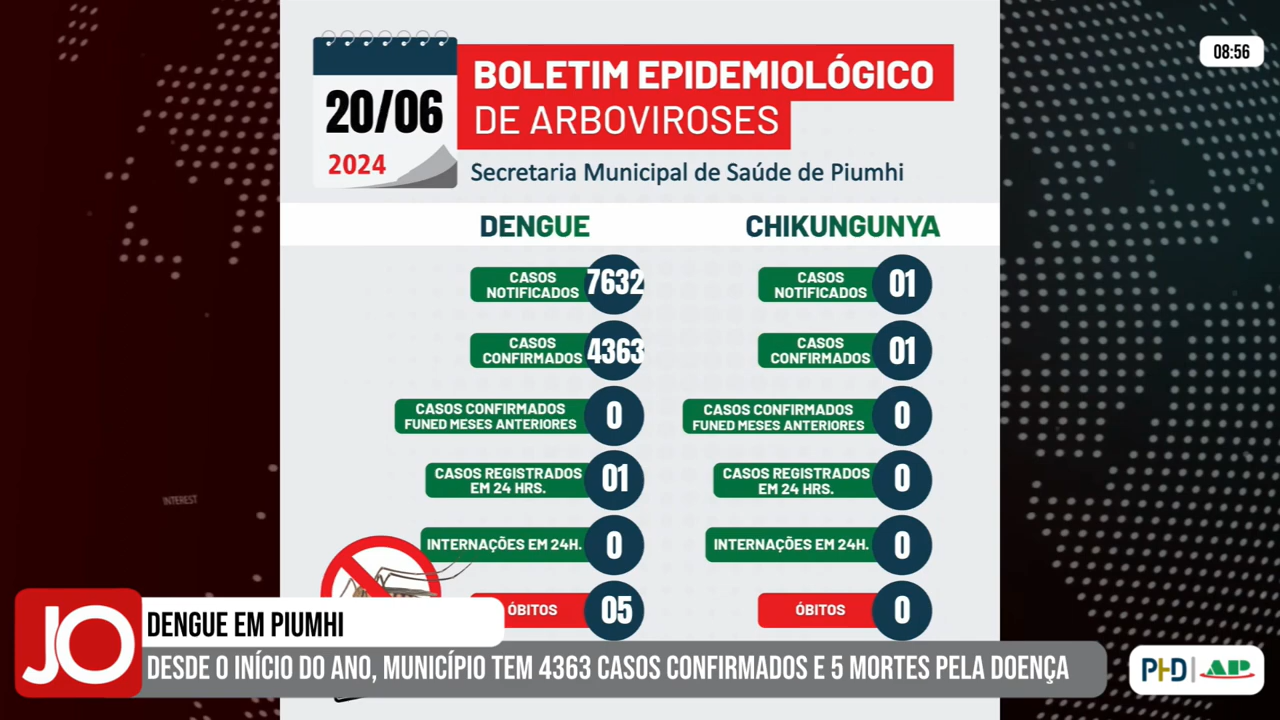 08:56
20/06
2024
BOLETIM EPIDEMIOLÓGICO
DE ARBOVIROSES
Secretaria Municipal de Saúde de Piumhi
DENGUE
CASOS
NOTIFICADOS
7632
CASOS
CONFIRMADOS
4363
CASOS CONFIRMADOS
FUNED MESES ANTERIORES
0
CASOS REGISTRADOS
EM 24 HRS.
01
INTERNAÇÕES EM 24H.
0
ÓBITOS
05
CHIKUNGUNYA
CASOS
NOTIFICADOS
01
CASOS
CONFIRMADOS
01
CASOS CONFIRMADOS
FUNED MESES ANTERIORES
0
CASOS REGISTRADOS
EM 24 HRS.
0
INTERNAÇÕES EM 24H.
0
ÓBITOS
0
INTEREST
JO
DENGUE EM PIUMHI
DESDE O INÍCIO DO ANO, MUNICÍPIO TEM 4363 CASOS CONFIRMADOS E 5 MORTES PELA DOENÇA
PHD | AP